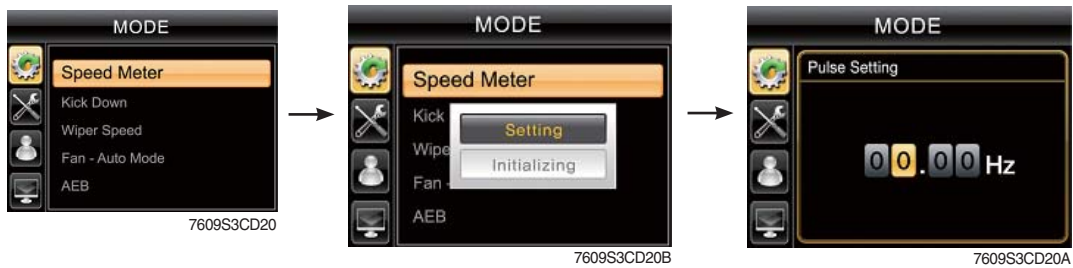 MODE
Speed Meter
Kick Down
Wiper Speed
Fan - Auto Mode
AEB
7609S3CD20
MODE
Speed Meter
Kick
Setting
Wipe
Initializing
Fan -
AEB
7609S3CD20B
MODE
Pulse Setting
00.00 Hz
7609S3CD20A